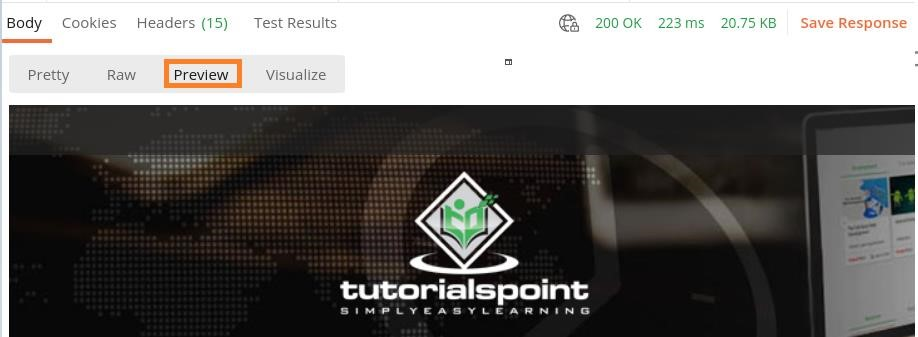 Body Cookies Headers (15) Test Results 200 OK 223 ms 20.75 KB Save Response
Pretty Raw Preview Visualize
tutorialspoint
SIMPLYEASYLEARNING